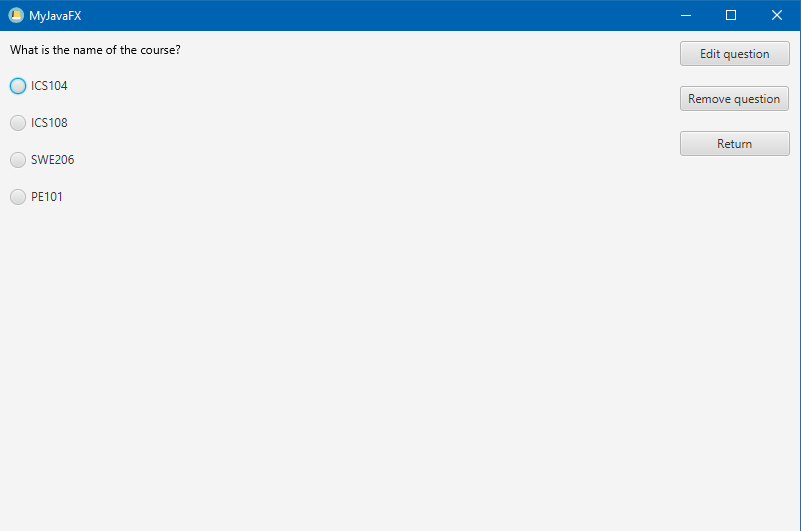 MyJavaFX
What is the name of the course?
ICS104
ICS108
SWE206
PE101
Edit question
Remove question
Return